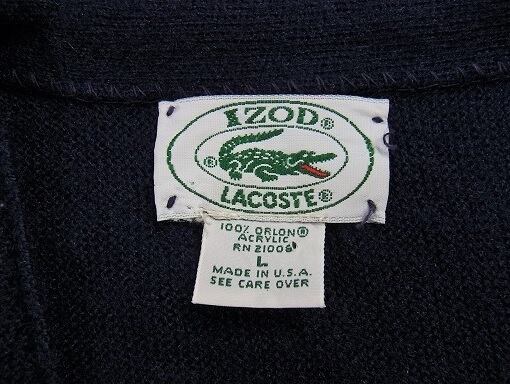 IZOD®
®
LACOSTE®
100% ORLON®
ACRYLIC
RN 21006
L
MADE IN U.S.A.
SEE CARE OVER